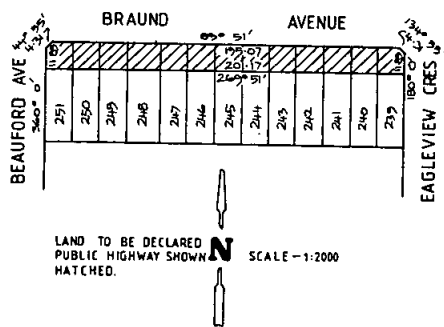 BRAUND AVENUE
89° 51'
195·07
201·17
269° 51'
BEAUFORD AVE
360° 0'
EAGLEVIEW CRES
180° 0'
251 250 249 248 247 246 245 244 243 242 241 240 239
LAND TO BE DECLARED
PUBLIC HIGHWAY SHOWN
HATCHED.
N
SCALE - 1:2000